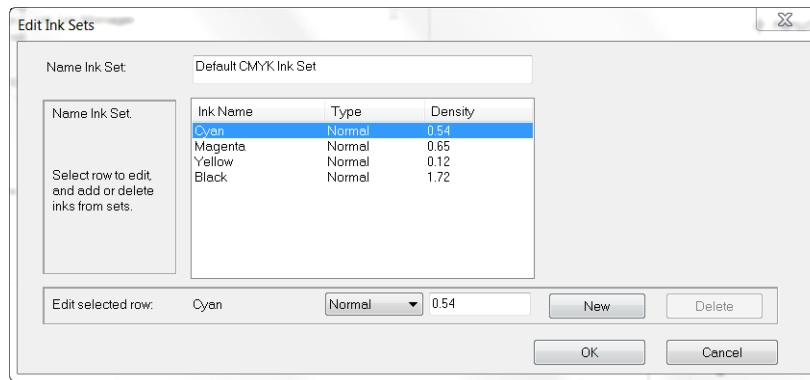 Edit Ink Sets
Name Ink Set:
Default CMYK Ink Set
Name Ink Set.
Select row to edit,
and add or delete
inks from sets.
Ink Name Type Density
Cyan Normal 0.54
Magenta Normal 0.65
Yellow Normal 0.12
Black Normal 1.72
Edit selected row: Cyan Normal 0.54 New Delete
OK Cancel